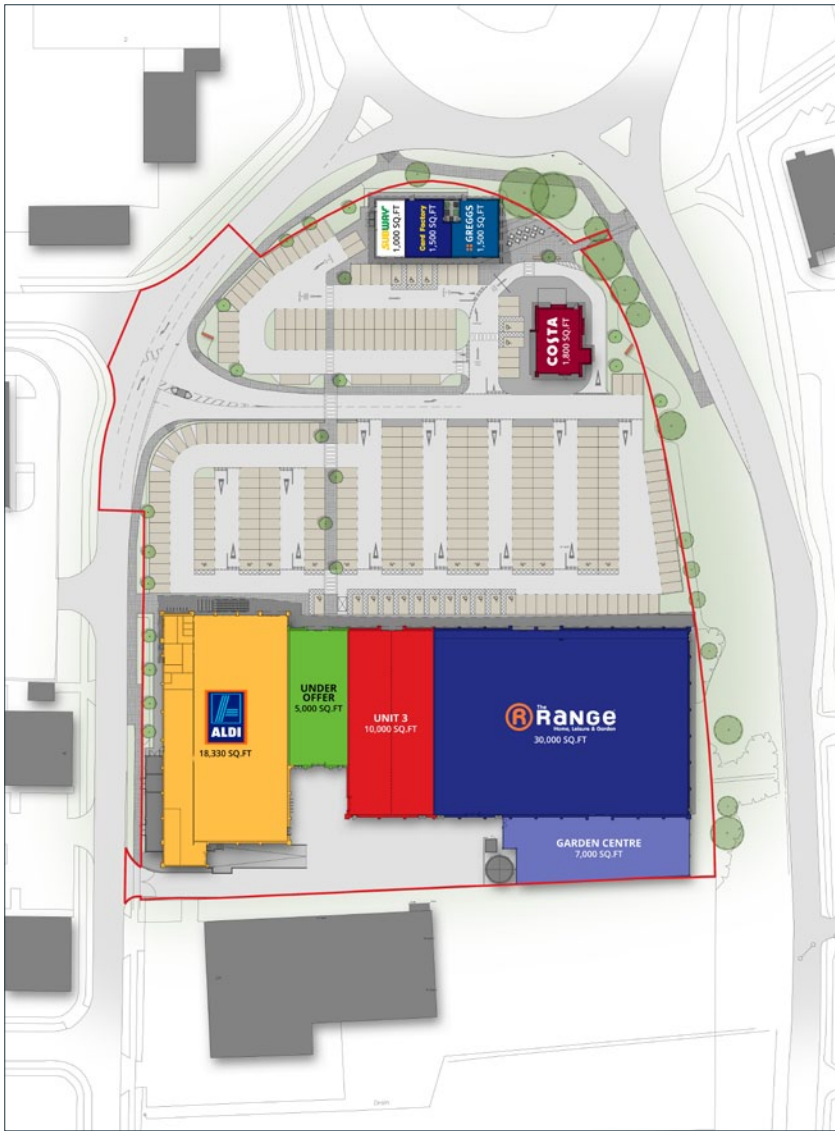 2
SUBWAY
1,000 SQ.FT
Card Factory
1,500 SQ.FT
GREGGS
1,500 SQ.FT
COSTA
1,800 SQ.FT
ALDI
18,330 SQ.FT
UNDER
OFFER
5,000 SQ.FT
UNIT 3
10,000 SQ.FT
The
RANGE
Home, Leisure & Garden
30,000 SQ.FT
GARDEN CENTRE
7,000 SQ.FT
Drain